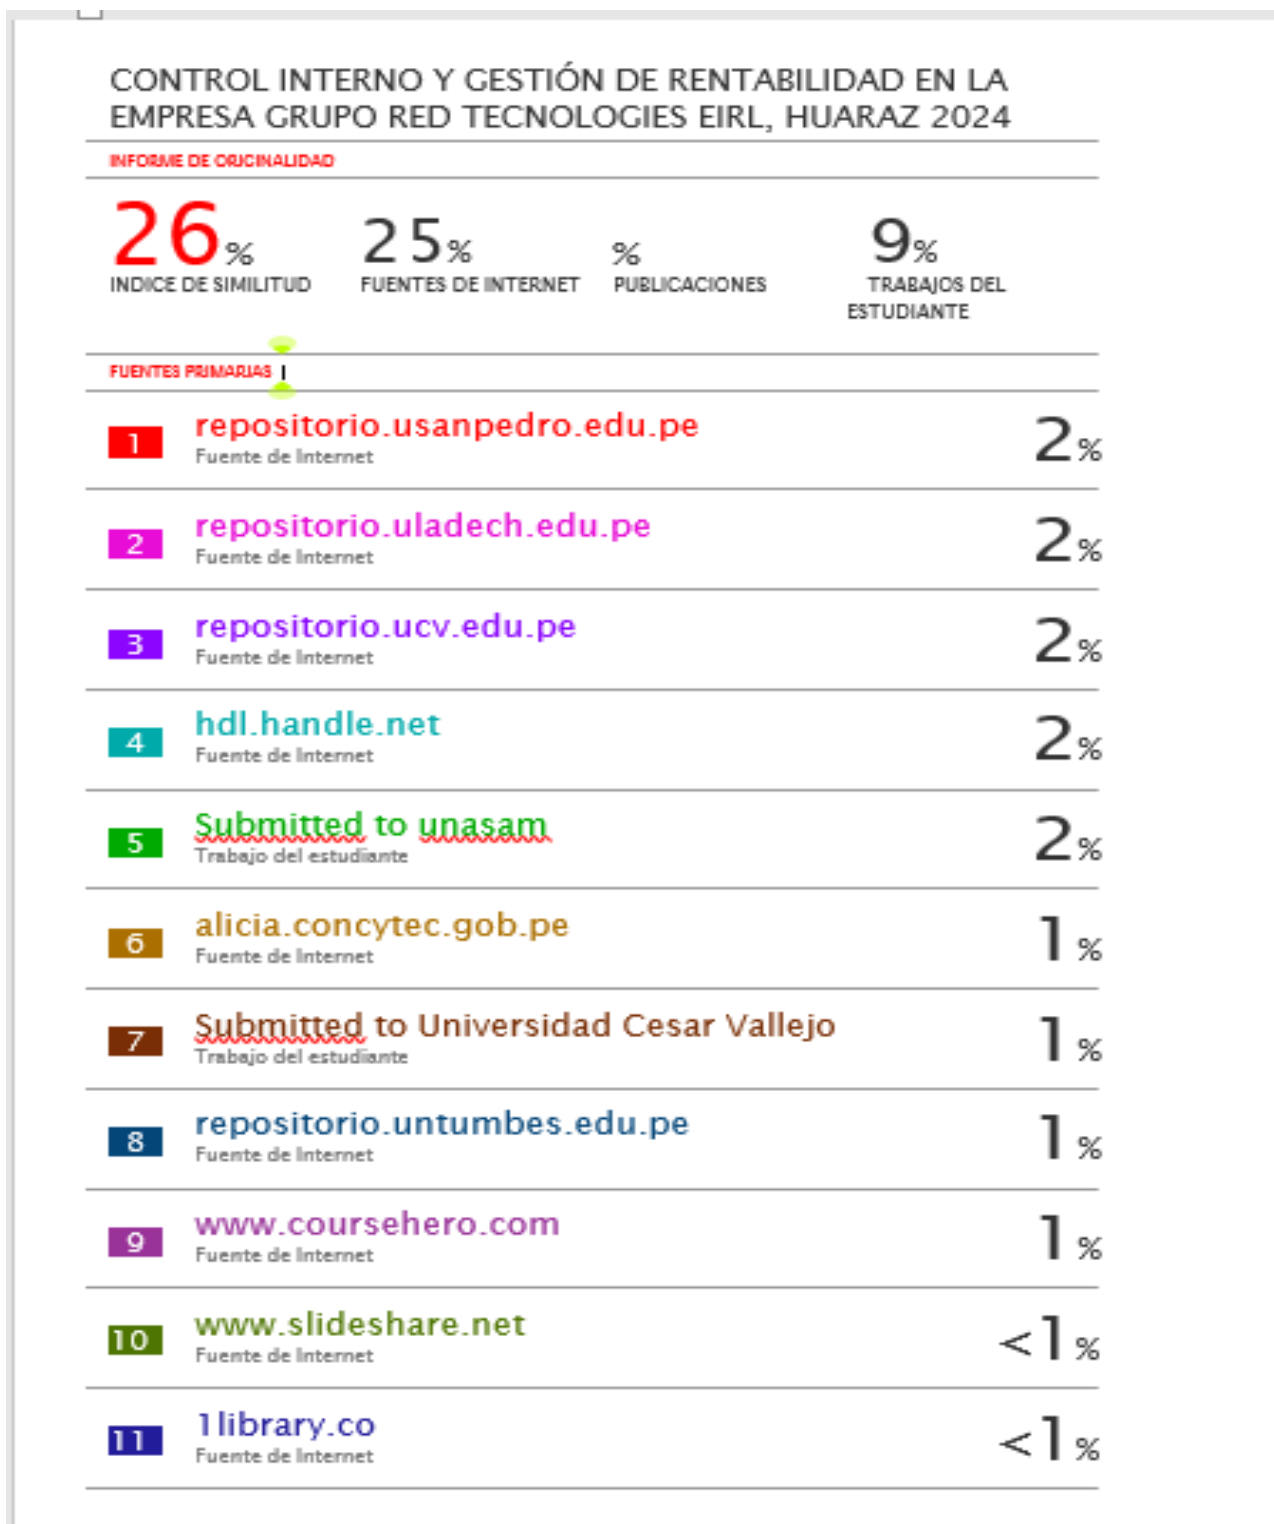 CONTROL INTERNO Y GESTIÓN DE RENTABILIDAD EN LA
EMPRESA GRUPO RED TECNOLOGIES EIRL, HUARAZ 2024
INFORME DE ORIGINALIDAD
26% 25% % 9%
INDICE DE SIMILITUD FUENTES DE INTERNET PUBLICACIONES TRABAJOS DEL
ESTUDIANTE
FUENTES PRIMARIAS
1 repositorio.usanpedro.edu.pe 2%
Fuente de Internet
2 repositorio.uladech.edu.pe 2%
Fuente de Internet
3 repositorio.ucv.edu.pe 2%
Fuente de Internet
4 hdl.handle.net 2%
Fuente de Internet
5 Submitted to unasam 2%
Trabajo del estudiante
6 alicia.concytec.gob.pe 1%
Fuente de Internet
7 Submitted to Universidad Cesar Vallejo 1%
Trabajo del estudiante
8 repositorio.untumbes.edu.pe 1%
Fuente de Internet
9 www.coursehero.com 1%
Fuente de Internet
10 www.slideshare.net <1%
Fuente de Internet
11 1library.co <1%
Fuente de Internet